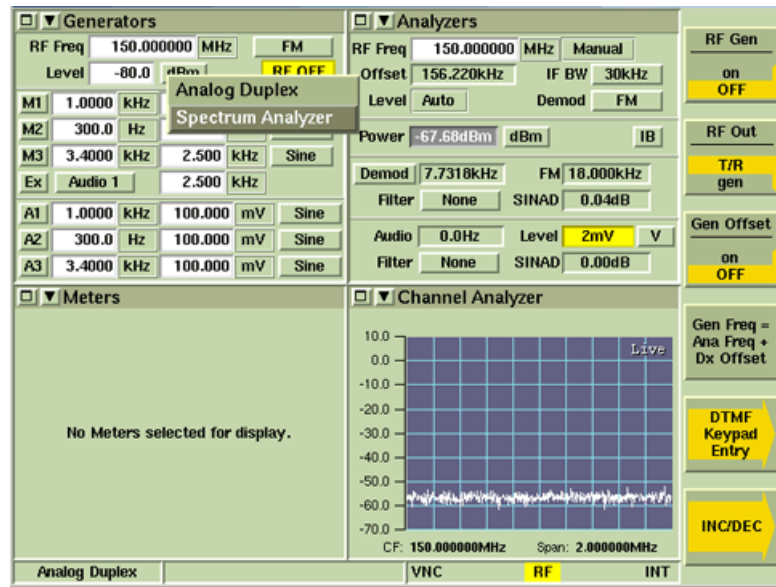 Generators
RF Freq 150.000000 MHz FM
Level -80.0 dBm RF OFF
Analog Duplex
Spectrum Analyzer
M1 1.0000 kHz
M2 300.0 Hz
M3 3.4000 kHz 2.500 kHz Sine
Ex Audio 1 2.500 kHz
A1 1.0000 kHz 100.000 mV Sine
A2 300.0 Hz 100.000 mV Sine
A3 3.4000 kHz 100.000 mV Sine
Analyzers
RF Freq 150.000000 MHz Manual
Offset 156.220kHz IF BW 30kHz
Level Auto Demod FM
Power -67.68dBm dBm IB
Demod 7.7318kHz FM 18.000kHz
Filter None SINAD 0.04dB
Audio 0.0Hz Level 2mV V
Filter None SINAD 0.00dB
Meters
No Meters selected for display.
Channel Analyzer
Live
10.0
0.0
-10.0
-20.0
-30.0
-40.0
-50.0
-60.0
-70.0
CF: 150.000000MHz Span: 2.000000MHz
RF Gen
on
OFF
RF Out
T/R
gen
Gen Offset
on
OFF
Gen Freq =
Ana Freq +
Dx Offset
DTMF
Keypad
Entry
INC/DEC
Analog Duplex VNC RF INT